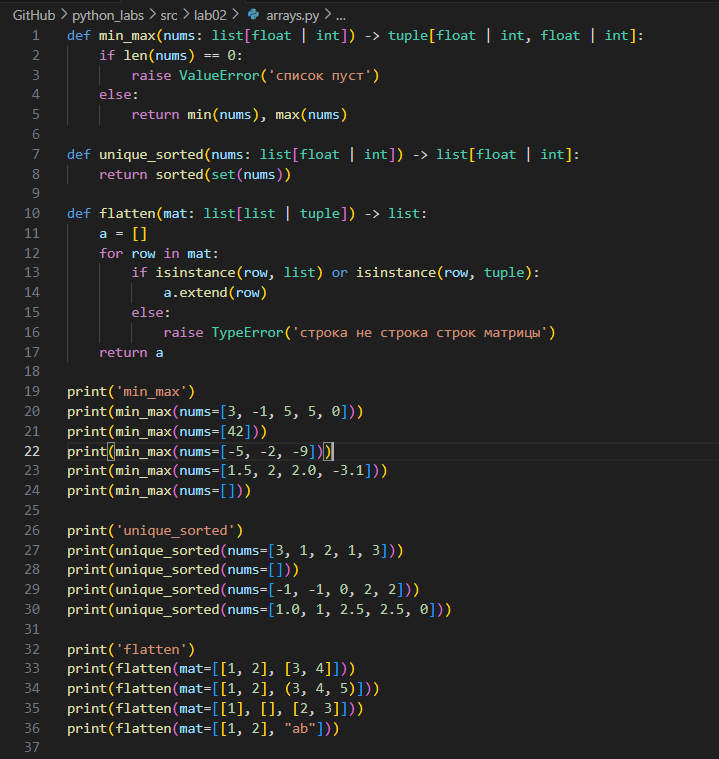 GitHub > python_labs > src > lab02 > arrays.py > ...
1 def min_max(nums: list[float | int]) -> tuple[float | int, float | int]:
2     if len(nums) == 0:
3         raise ValueError('список пуст')
4     else:
5         return min(nums), max(nums)
6
7 def unique_sorted(nums: list[float | int]) -> list[float | int]:
8     return sorted(set(nums))
9
10 def flatten(mat: list[list | tuple]) -> list:
11     a = []
12     for row in mat:
13         if isinstance(row, list) or isinstance(row, tuple):
14             a.extend(row)
15         else:
16             raise TypeError('строка не строка строк матрицы')
17     return a
18
19 print('min_max')
20 print(min_max(nums=[3, -1, 5, 5, 0]))
21 print(min_max(nums=[42]))
22 print(min_max(nums=[-5, -2, -9]))
23 print(min_max(nums=[1.5, 2, 2.0, -3.1]))
24 print(min_max(nums=[]))
25
26 print('unique_sorted')
27 print(unique_sorted(nums=[3, 1, 2, 1, 3]))
28 print(unique_sorted(nums=[]))
29 print(unique_sorted(nums=[-1, -1, 0, 2, 2]))
30 print(unique_sorted(nums=[1.0, 1, 2.5, 2.5, 0]))
31
32 print('flatten')
33 print(flatten(mat=[[1, 2], [3, 4]]))
34 print(flatten(mat=[[1, 2], (3, 4, 5)]))
35 print(flatten(mat=[[1], [], [2, 3]]))
36 print(flatten(mat=[[1, 2], "ab"]))
37